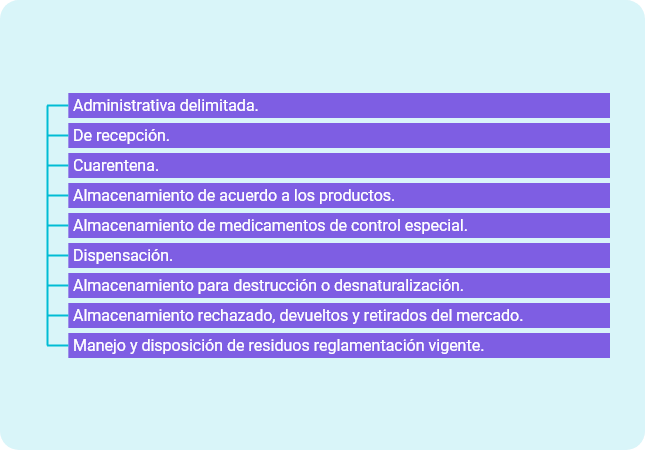 Administrativa delimitada.
De recepción.
Cuarentena.
Almacenamiento de acuerdo a los productos.
Almacenamiento de medicamentos de control especial.
Dispensación.
Almacenamiento para destrucción o desnaturalización.
Almacenamiento rechazado, devueltos y retirados del mercado.
Manejo y disposición de residuos reglamentación vigente.